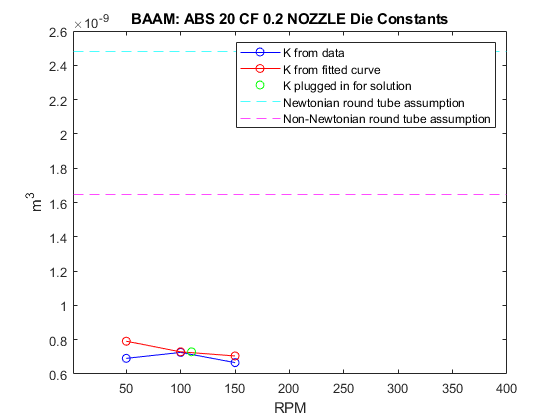 BAAM: ABS 20 CF 0.2 NOZZLE Die Constants
×10⁻⁹
2.6
2.4
2.2
2
1.8
1.6
1.4
1.2
1
0.8
0.6
m³
K from data
K from fitted curve
K plugged in for solution
Newtonian round tube assumption
Non-Newtonian round tube assumption
50 100 150 200 250 300 350 400
RPM